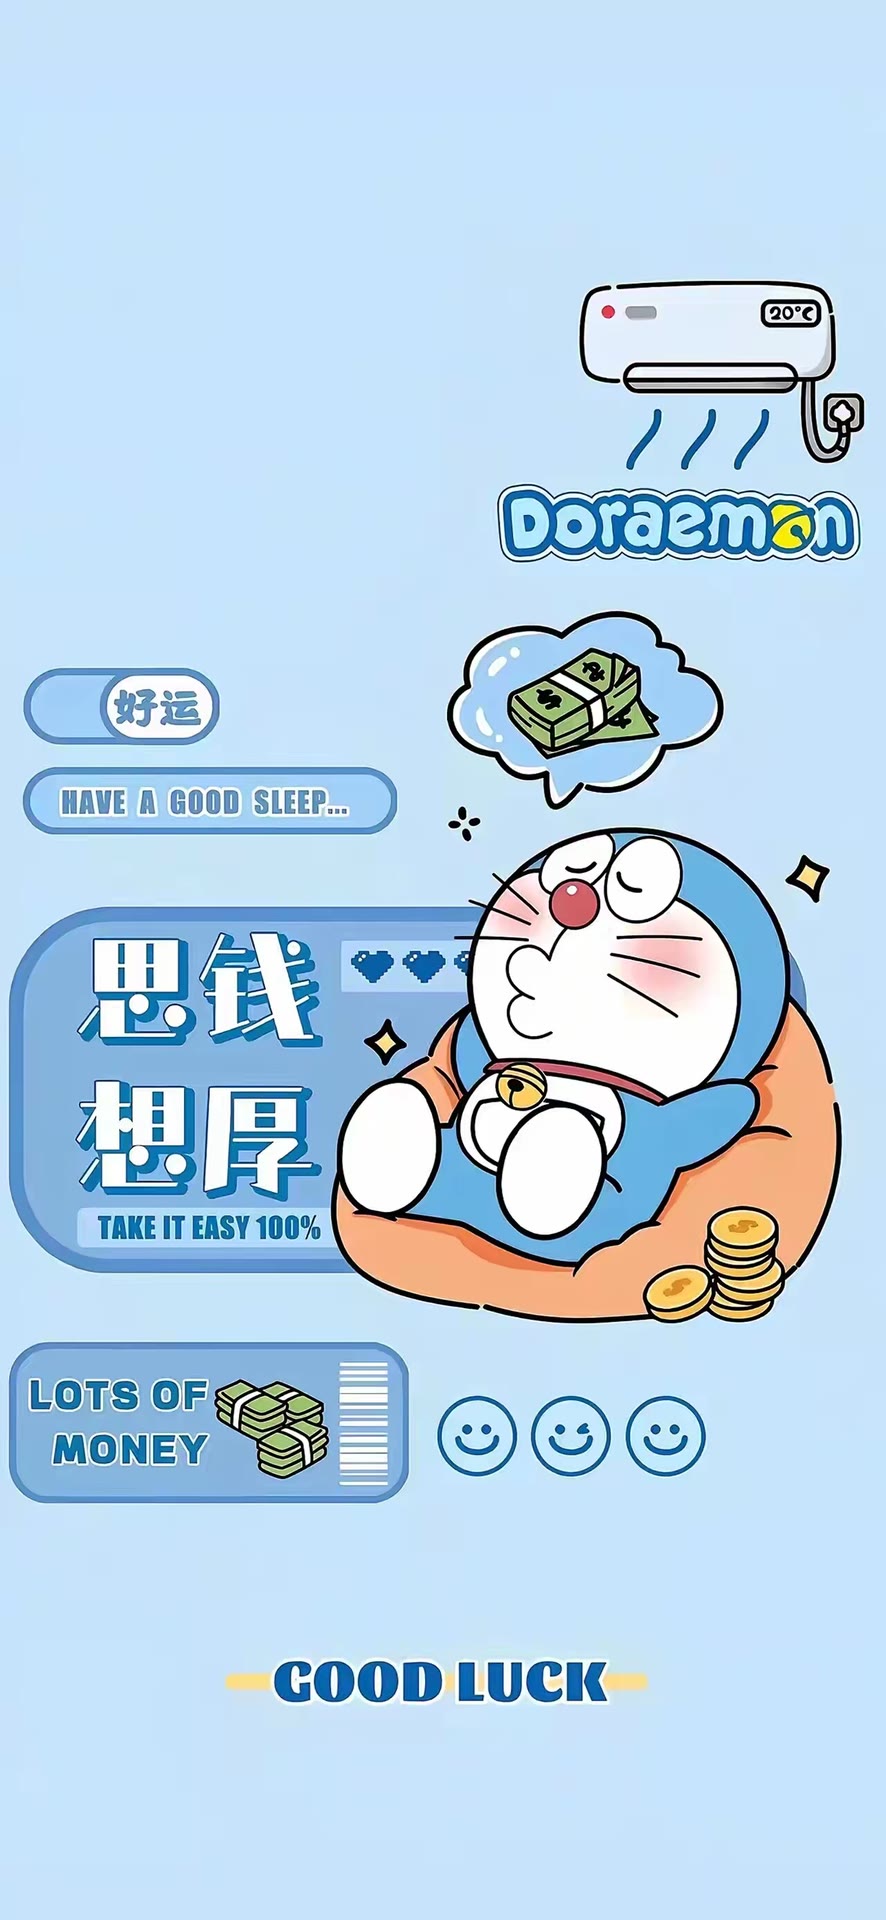 20°C
Doraemon
好运
HAVE A GOOD SLEEP...
思钱
想厚
TAKE IT EASY 100%
LOTS OF
MONEY
GOOD LUCK